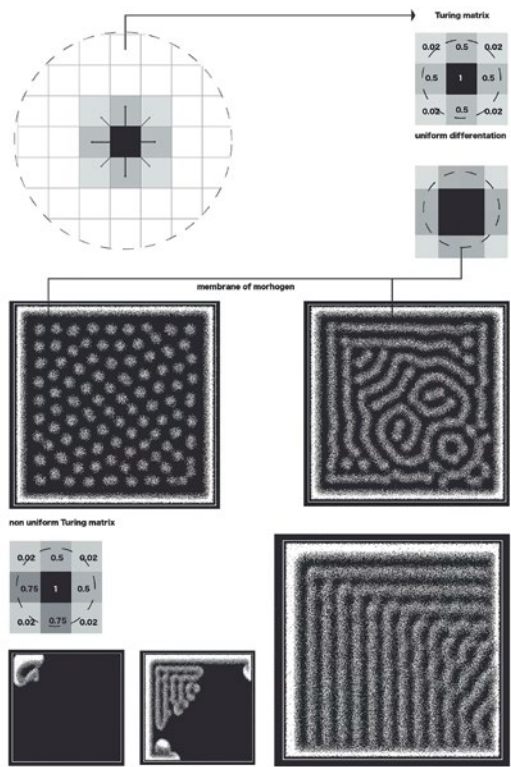 Turing matrix
0.02 0.5 0.02
0.5 1 0.5
0.02 0.5 0.02
uniform differentation
membrane of morhogen
non uniform Turing matrix
0.02 0.5 0.02
0.75 1 0.5
0.02 0.75 0.02